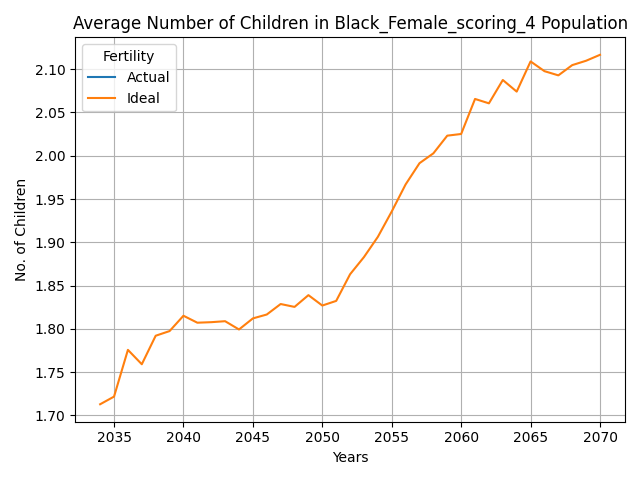 Average Number of Children in Black_Female_scoring_4 Population
Fertility
Actual
Ideal
No. of Children
2.10
2.05
2.00
1.95
1.90
1.85
1.80
1.75
1.70
2035 2040 2045 2050 2055 2060 2065 2070
Years